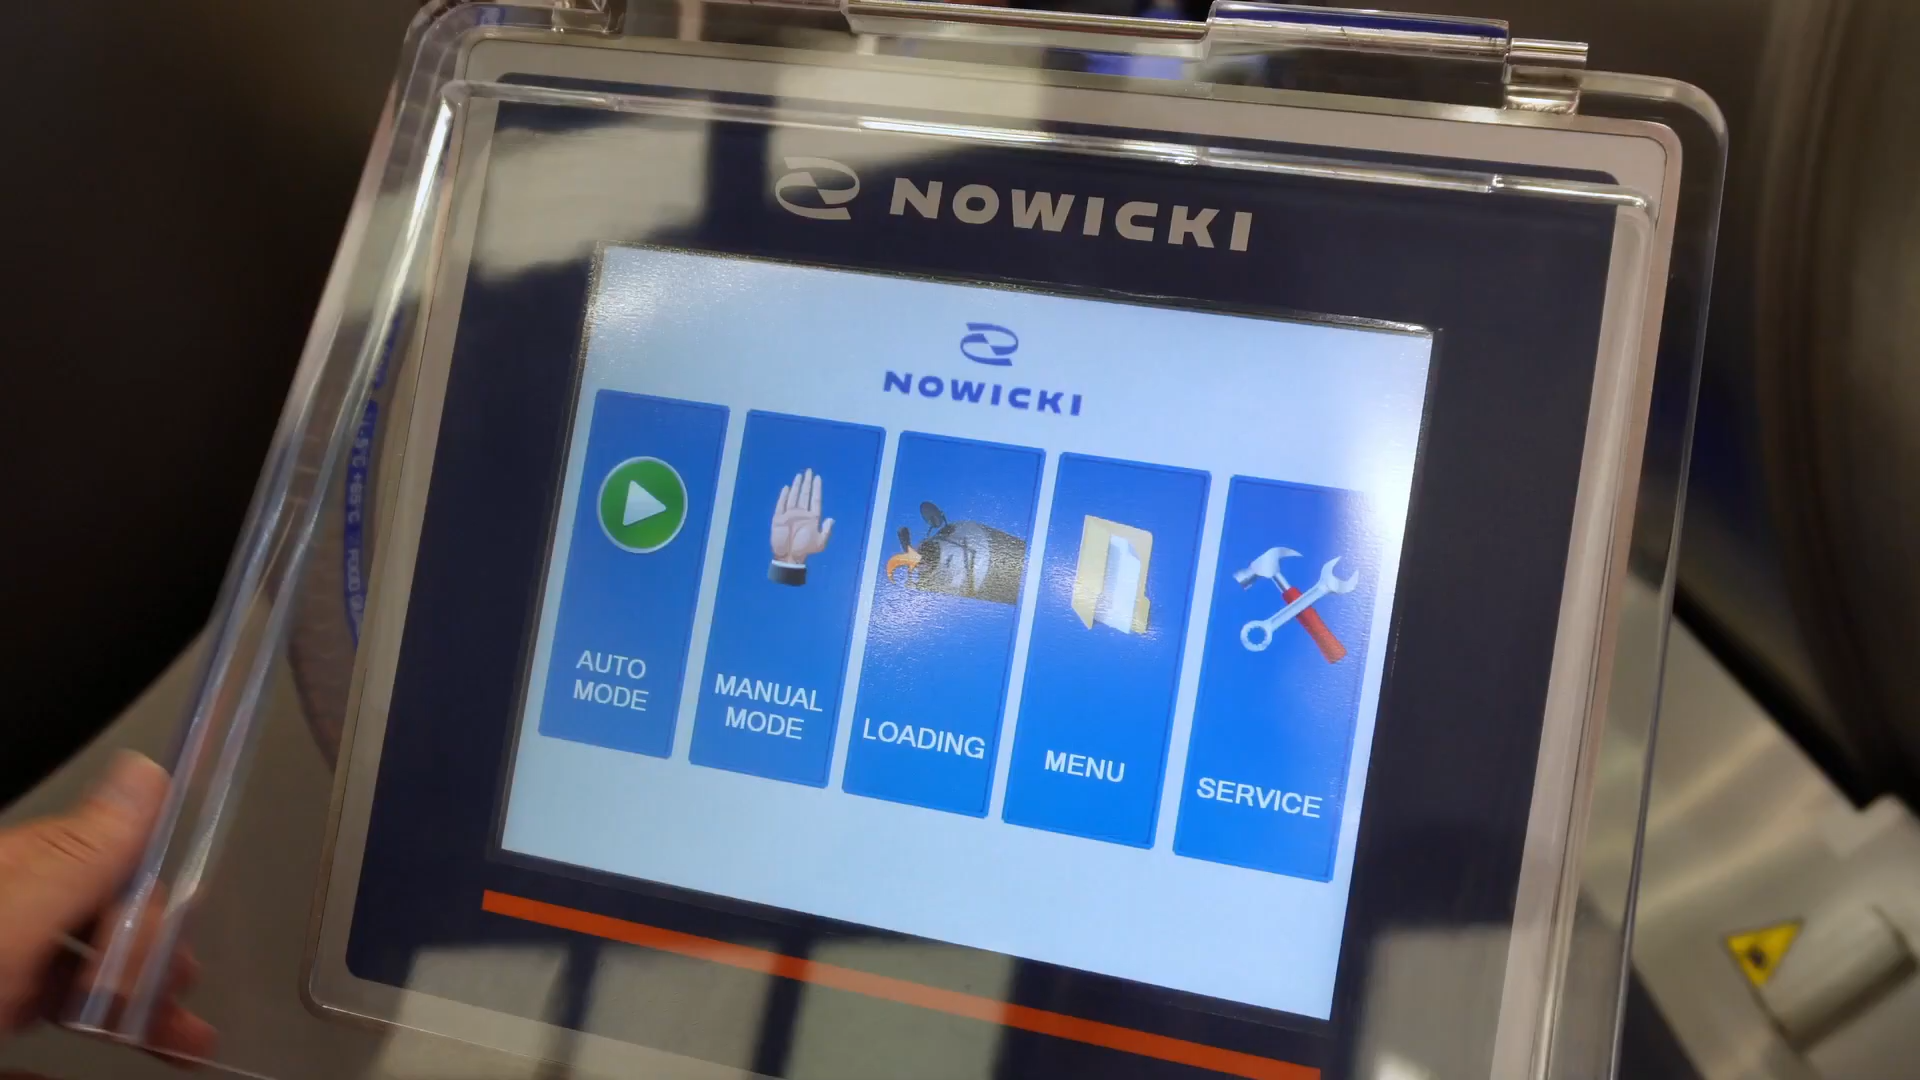 NOWICKI
NOWICKI
AUTO
MODE
MANUAL
MODE
LOADING
MENU
SERVICE